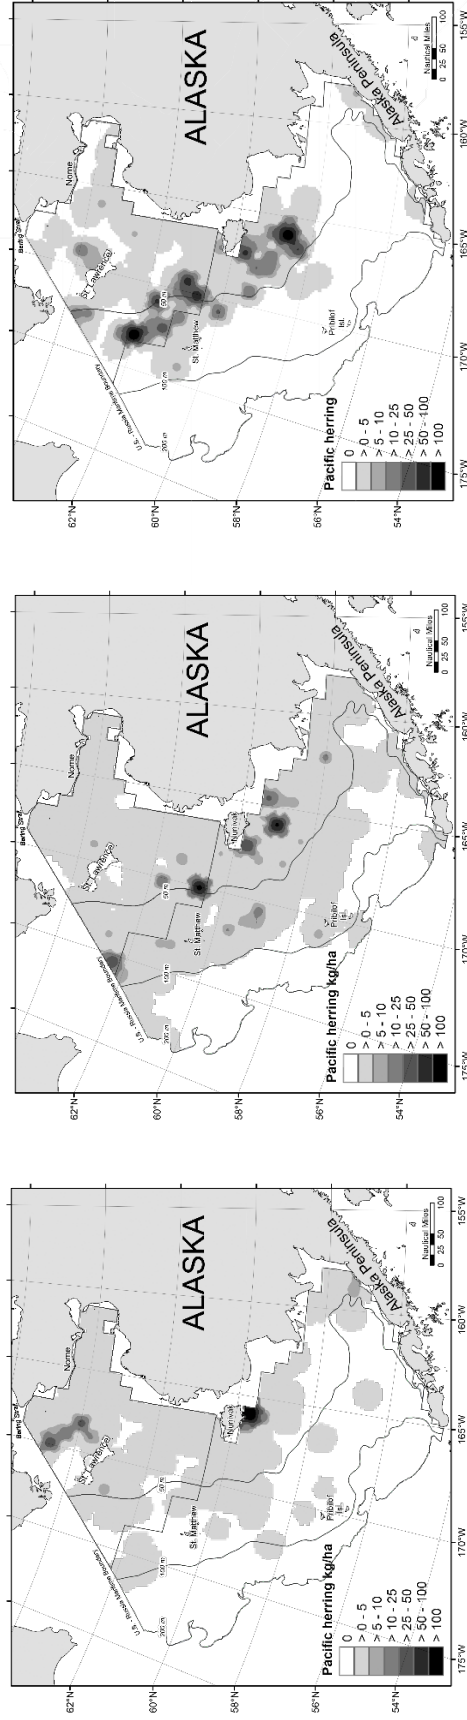 Bering Strait
Nome
62°N
St. Lawrence
U.S. - Russia Maritime Boundary
ALASKA
60°N
50 m
100 m
200 m
St. Matthew
Nunivak
58°N
56°N
Pribilof
Isl.
Alaska Peninsula
54°N
Pacific herring kg/ha
0
> 0 - 5
> 5 - 10
> 10 - 25
> 25 - 50
> 50 - 100
> 100
Nautical Miles
0 25 50 100
175°W
170°W
165°W
160°W
155°W
Bering Strait
Nome
62°N
St. Lawrence
U.S. - Russia Maritime Boundary
ALASKA
60°N
50 m
100 m
200 m
St. Matthew
Nunivak
58°N
56°N
Pribilof
Isl.
Alaska Peninsula
54°N
Pacific herring kg/ha
0
> 0 - 5
> 5 - 10
> 10 - 25
> 25 - 50
> 50 - 100
> 100
Nautical Miles
0 25 50 100
175°W
170°W
165°W
160°W
155°W
Bering Strait
Nome
62°N
St. Lawrence
U.S. - Russia Maritime Boundary
ALASKA
60°N
50 m
100 m
200 m
St. Matthew
58°N
56°N
Pribilof
Isl.
Alaska Peninsula
54°N
Pacific herring
0
> 0 - 5
> 5 - 10
> 10 - 25
> 25 - 50
> 50 - 100
> 100
Nautical Miles
0 25 50 100
175°W
170°W
165°W
160°W
155°W